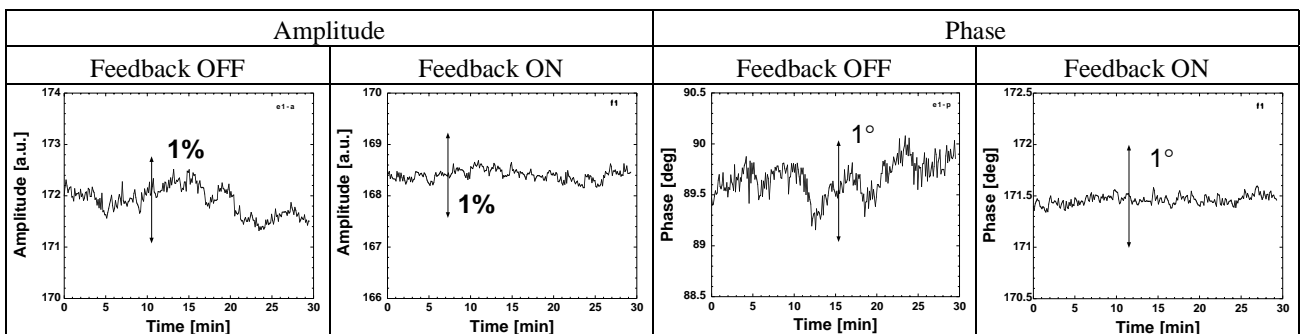 Amplitude Phase
Feedback OFF Feedback ON Feedback OFF Feedback ON
174
173
172
171
170
Amplitude [a.u.]
e1-a
1%
0 5 10 15 20 25 30
Time [min]
170
169
168
167
166
Amplitude [a.u.]
f1
1%
0 5 10 15 20 25 30
Time [min]
90.5
90
89.5
89
88.5
Phase [deg]
e1-p
1°
0 5 10 15 20 25 30
Time [min]
172.5
172
171.5
171
170.5
Phase [deg]
f1
1°
0 5 10 15 20 25 30
Time [min]